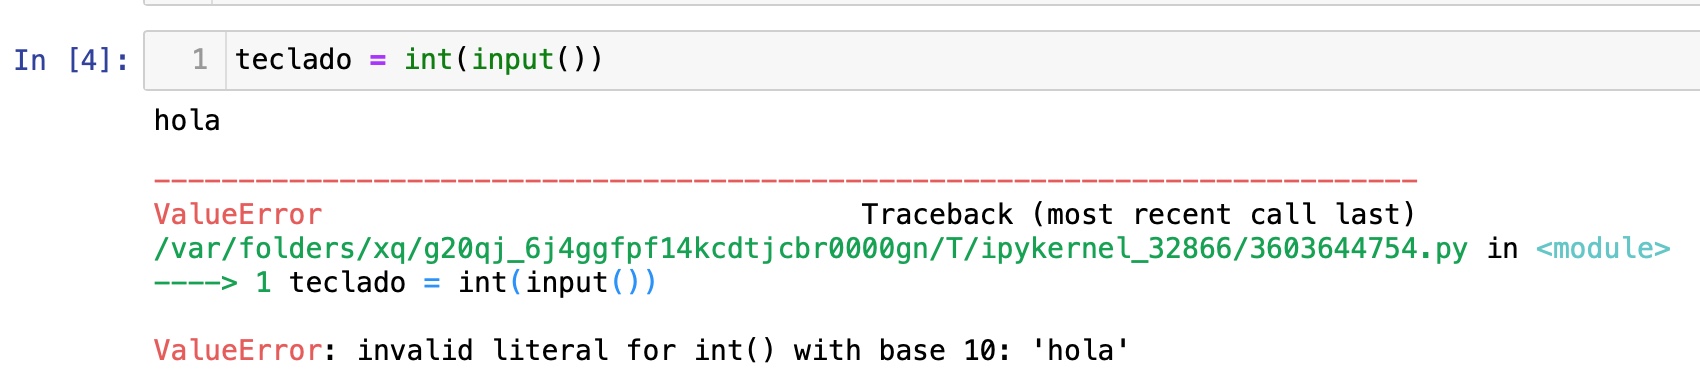 In [4]: 1 teclado = int(input())
hola
---------------------------------------------------------------------------
ValueError Traceback (most recent call last)
/var/folders/xq/g20qj_6j4ggfpf14kcdtjcbr0000gn/T/ipykernel_32866/3603644754.py in <module>
----> 1 teclado = int(input())
ValueError: invalid literal for int() with base 10: 'hola'